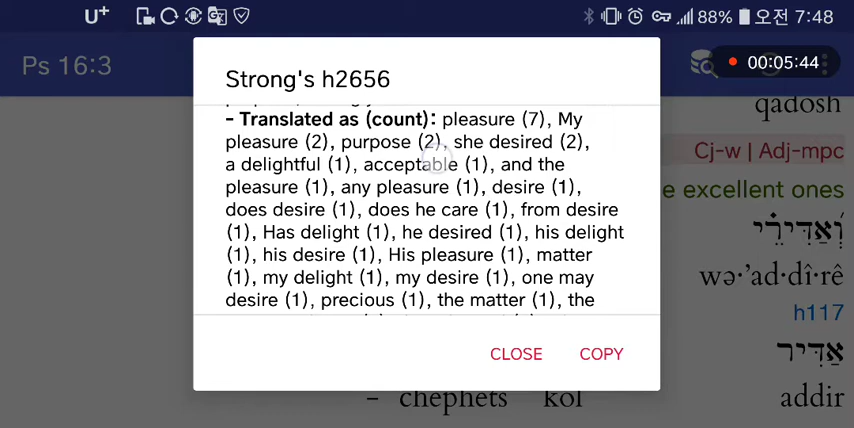 U+ 88% 오전 7:48
Ps 16:3
00:05:44
Strong's h2656
- Translated as (count): pleasure (7), My
pleasure (2), purpose (2), she desired (2),
a delightful (1), acceptable (1), and the
pleasure (1), any pleasure (1), desire (1),
does desire (1), does he care (1), from desire
(1), Has delight (1), he desired (1), his delight
(1), his desire (1), His pleasure (1), matter
(1), my delight (1), my desire (1), one may
desire (1), precious (1), the matter (1), the
CLOSE COPY
qadosh
Cj-w | Adj-mpc
e excellent ones
wə·’ad·dî·rê
h117
אַדִּיר
– chephets kol addir